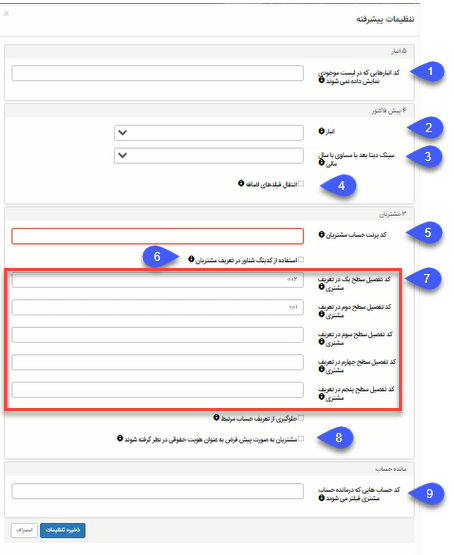 تنظیمات پیشرفته
×
۵ انبار
کد انبارهایی که در لیست موجودی
نمایش داده نمی شوند
1
۴ پیش فاکتور
انبار
2
سینک دیتا بعد یا مساوی با سال
مالی
3
انتقال فیلدهای اضافه
4
۳ مشتریان
کد پرنت حساب مشتریان
5
استفاده از کدینگ شناور در تعریف مشتریان
6
کد تفصیل سطح یک در تعریف
مشتری
۰۰۲
7
کد تفصیل سطح دوم در تعریف
مشتری
۰۰۱
کد تفصیل سطح سوم در تعریف
مشتری
کد تفصیل سطح چهارم در تعریف
مشتری
کد تفصیل سطح پنجم در تعریف
مشتری
جلوگیری از تعریف حساب مرتبط
مشتریان به صورت پیش فرض به عنوان هویت حقوقی در نظر گرفته شوند
8
مانده حساب
کد حساب هایی که درمانده حساب
مشتری فیلتر می شوند
9
ذخیره تنظیمات
انصراف